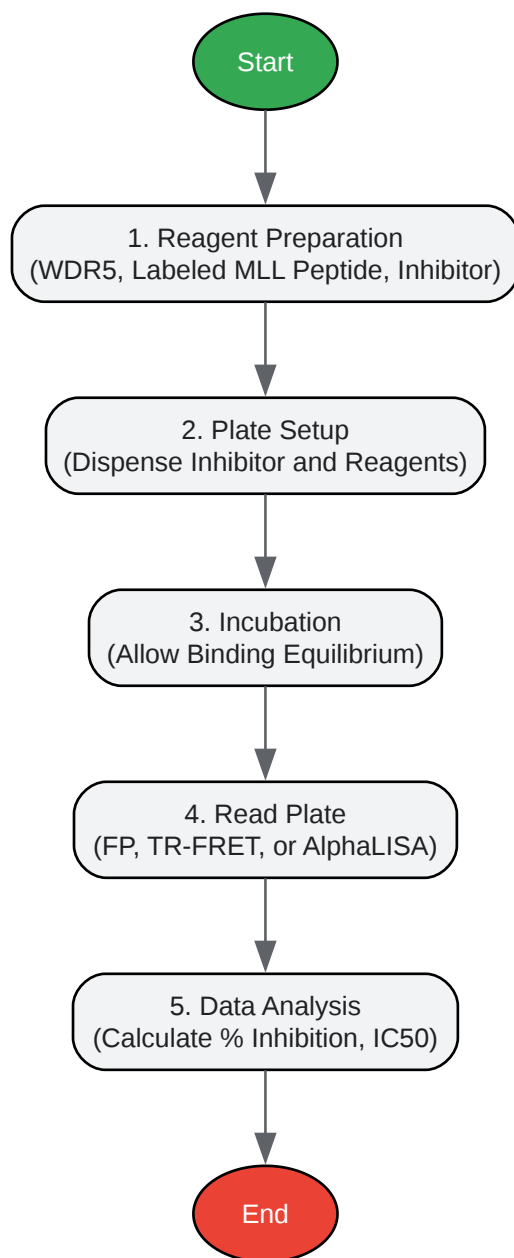 Start
1. Reagent Preparation
(WDR5, Labeled MLL Peptide, Inhibitor)
2. Plate Setup
(Dispense Inhibitor and Reagents)
3. Incubation
(Allow Binding Equilibrium)
4. Read Plate
(FP, TR-FRET, or AlphaLISA)
5. Data Analysis
(Calculate % Inhibition, IC50)
End